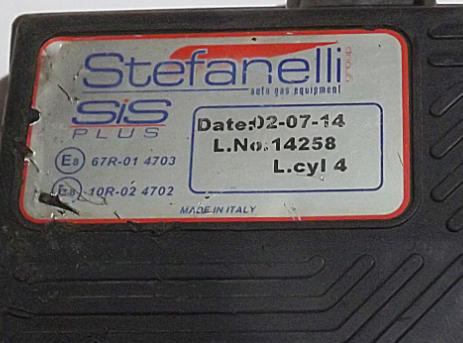 Stefanelli
group
auto gas equipment
SiS
PLUS
Date:02-07-14
L.No.14258
L.cyl 4
E8 67R-01 4703
E8 10R-02 4702
MADE IN ITALY